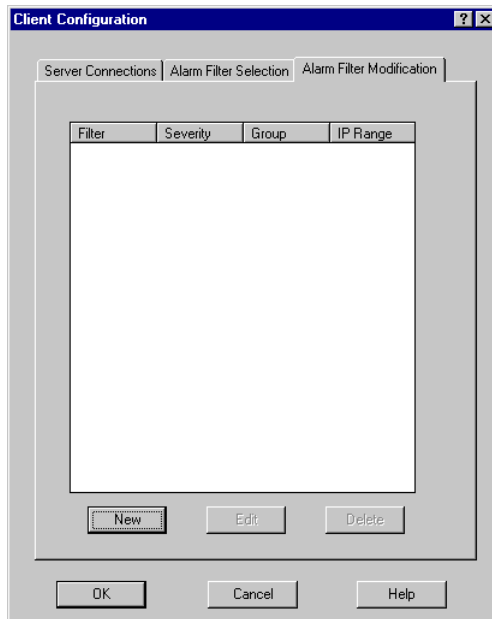 Client Configuration
Server Connections Alarm Filter Selection Alarm Filter Modification
Filter Severity Group IP Range
New Edit Delete
OK Cancel Help